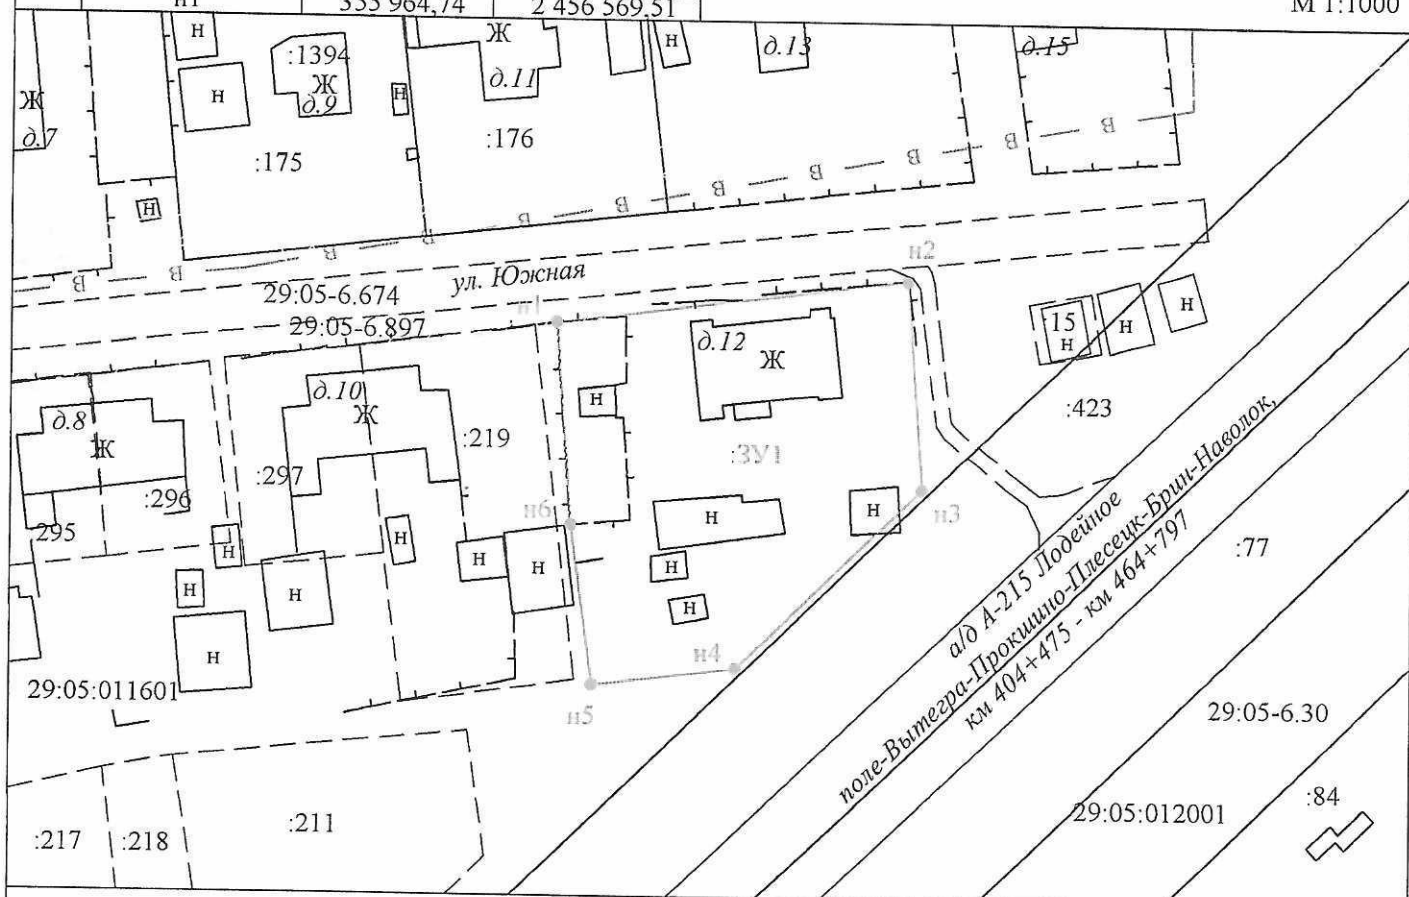 н1 353 964,74 2 456 569,51
М 1:1000
н
:1394
Ж
д.9
н
н
Ж
д.11
н
д.13
д.15
Ж
д.7
:175
:176
н
В В В В В В В В В В В
ул. Южная
29:05-6.674
29:05-6.897
н1
н2
д.12
Ж
:15
н
н
н
:423
д.8
Ж
д.10
Ж
:219
н
:ЗУ1
:297
:296
295
н6
н3
н
н
н
н
н
н
н
н
н
н
н
н
н4
н5
29:05:011601
:77
а/д А-215 Лодейное
поле-Вытегра-Прокшино-Плесецк-Брин-Наволок,
км 404+475 - км 464+797
29:05-6.30
29:05:012001
:84
:217
:218
:211